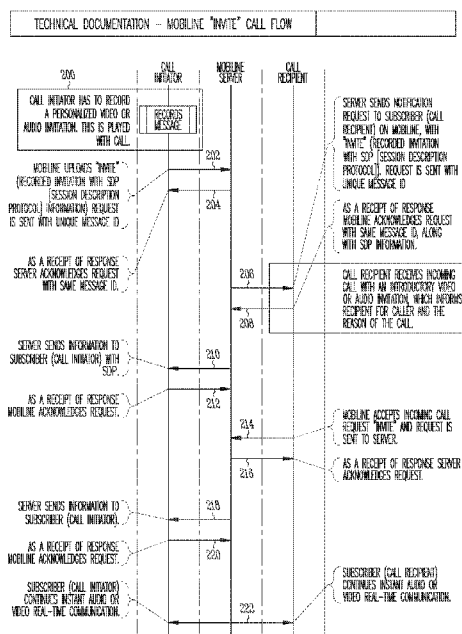 TECHNICAL DOCUMENTATION – MOBILINE "INVITE" CALL FLOW
CALL
INITIATOR
MOBILINE
SERVER
CALL
RECIPIENT
200
CALL INITIATOR HAS TO RECORD
A PERSONALIZED VIDEO OR
AUDIO INVITATION. THIS IS PLAYED
WITH CALL.
RECORDS
MESSAGE
SERVER SENDS NOTIFICATION
REQUEST TO SUBSCRIBER (CALL
RECIPIENT) ON MOBILINE, WITH
"INVITE" (RECORDED INVITATION
WITH SDP (SESSION DESCRIPTION
PROTOCOL)). REQUEST IS SENT WITH
UNIQUE MESSAGE ID
202
MOBILINE UPLOADS "INVITE"
(RECORDED INVITATION WITH SDP
(SESSION DESCRIPTION
PROTOCOL) INFORMATION) REQUEST
IS SENT WITH UNIQUE MESSAGE ID
204
AS A RECEIPT OF RESPONSE
MOBILINE ACKNOWLEDGES REQUEST
WITH SAME MESSAGE ID, ALONG
WITH SDP INFORMATION.
AS A RECEIPT OF RESPONSE
SERVER ACKNOWLEDGES REQUEST
WITH SAME MESSAGE ID.
206
208
CALL RECIPIENT RECEIVES INCOMING
CALL WITH AN INTRODUCTORY VIDEO
OR AUDIO INVITATION, WHICH INFORMS
RECIPIENT FOR CALLER AND THE
REASON OF THE CALL.
SERVER SENDS INFORMATION TO
SUBSCRIBER (CALL INITIATOR) WITH
SDP.
210
AS A RECEIPT OF RESPONSE
MOBILINE ACKNOWLEDGES REQUEST.
212
214
MOBILINE ACCEPTS INCOMING CALL
REQUEST "INVITE" AND REQUEST IS
SENT TO SERVER.
216
AS A RECEIPT OF RESPONSE SERVER
ACKNOWLEDGES REQUEST.
SERVER SENDS INFORMATION TO
SUBSCRIBER (CALL INITIATOR).
218
AS A RECEIPT OF RESPONSE
MOBILINE ACKNOWLEDGES REQUEST.
220
SUBSCRIBER (CALL INITIATOR)
CONTINUES INSTANT AUDIO OR
VIDEO REAL-TIME COMMUNICATION.
222
SUBSCRIBER (CALL RECIPIENT)
CONTINUES INSTANT AUDIO OR
VIDEO REAL-TIME COMMUNICATION.